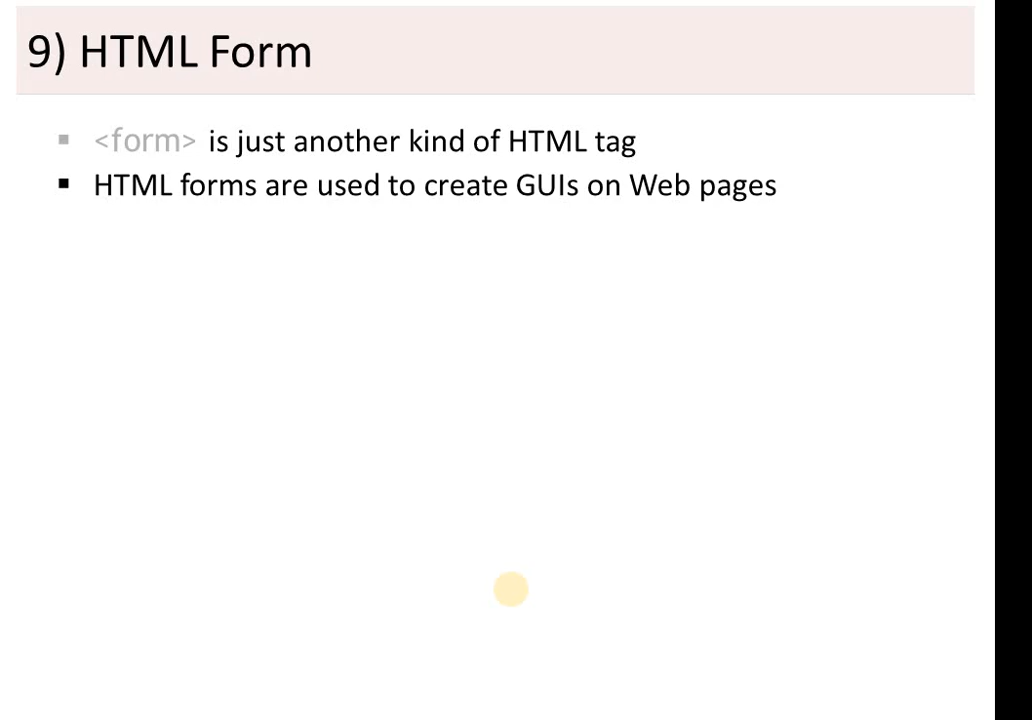 9) HTML Form
<form> is just another kind of HTML tag
HTML forms are used to create GUIs on Web pages